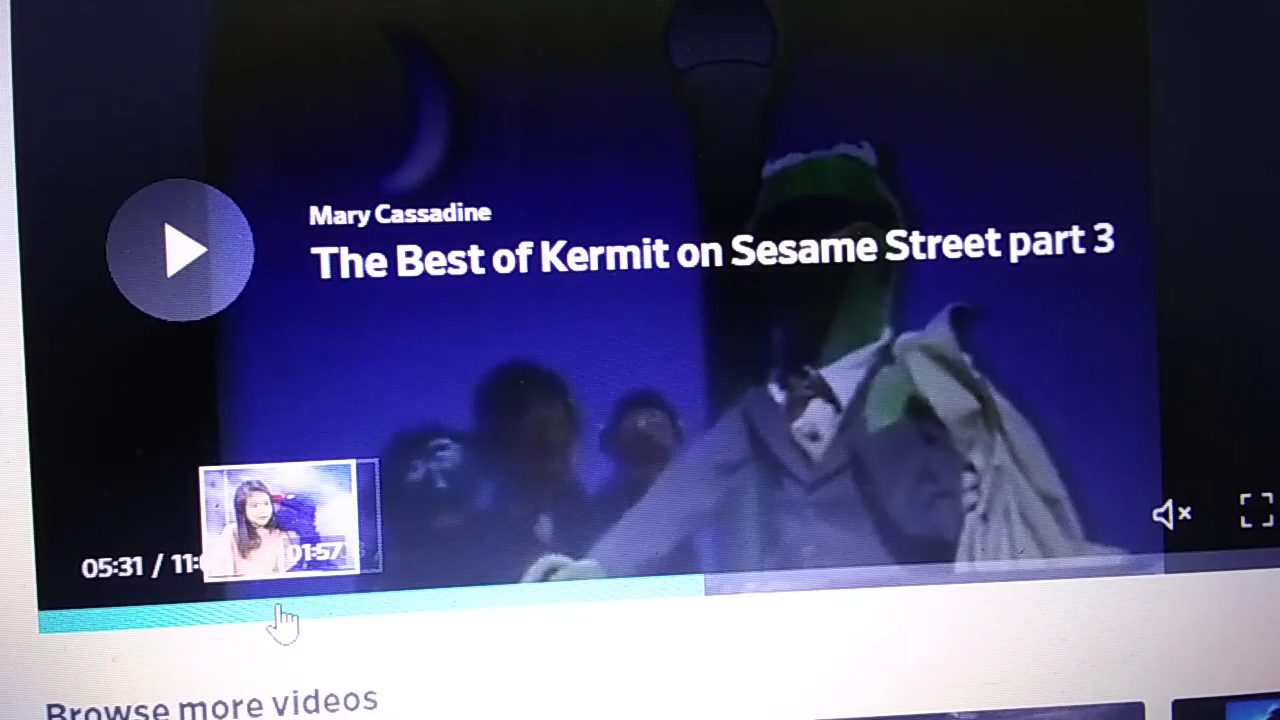 Mary Cassadine
The Best of Kermit on Sesame Street part 3
01:57
05:31 / 11:
Browse more videos